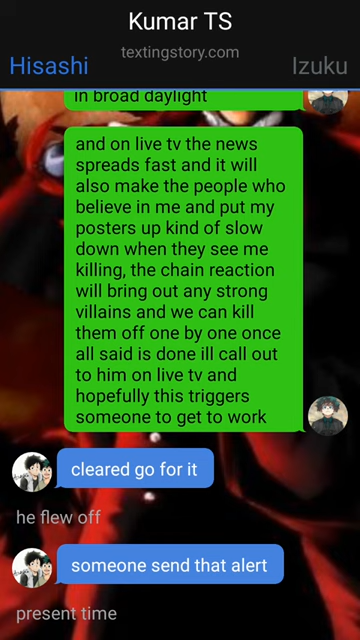 Kumar TS
textingstory.com
Hisashi
Izuku
in broad daylight
and on live tv the news
spreads fast and it will
also make the people who
believe in me and put my
posters up kind of slow
down when they see me
killing, the chain reaction
will bring out any strong
villains and we can kill
them off one by one once
all said is done ill call out
to him on live tv and
hopefully this triggers
someone to get to work
cleared go for it
he flew off
someone send that alert
present time